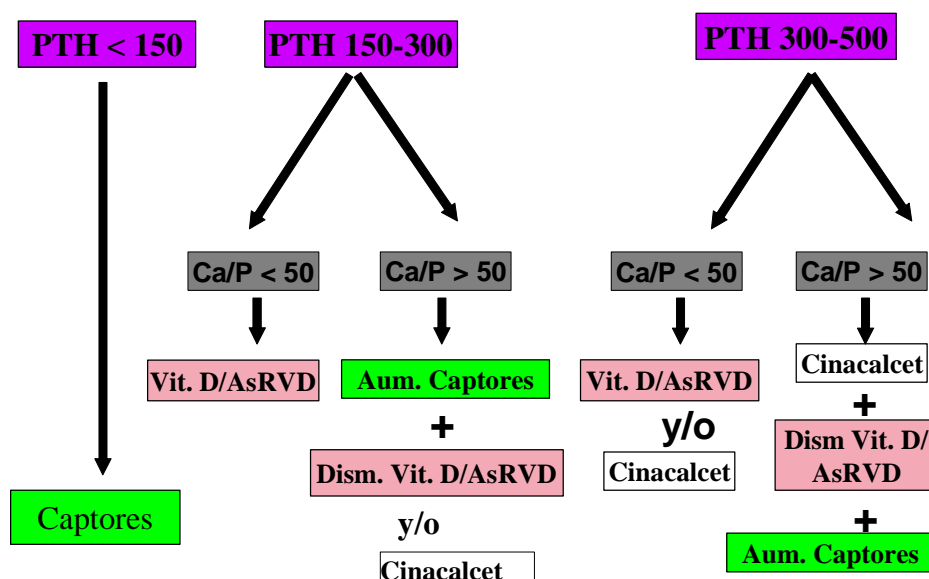 PTH < 150
PTH 150-300
PTH 300-500
Ca/P < 50
Ca/P > 50
Ca/P < 50
Ca/P > 50
Vit. D/AsRVD
Aum. Captores
+
Dism. Vit. D/AsRVD
y/o
Cinacalcet
Vit. D/AsRVD
y/o
Cinacalcet
Cinacalcet
+
Dism Vit. D/
AsRVD
+
Aum. Captores
Captores